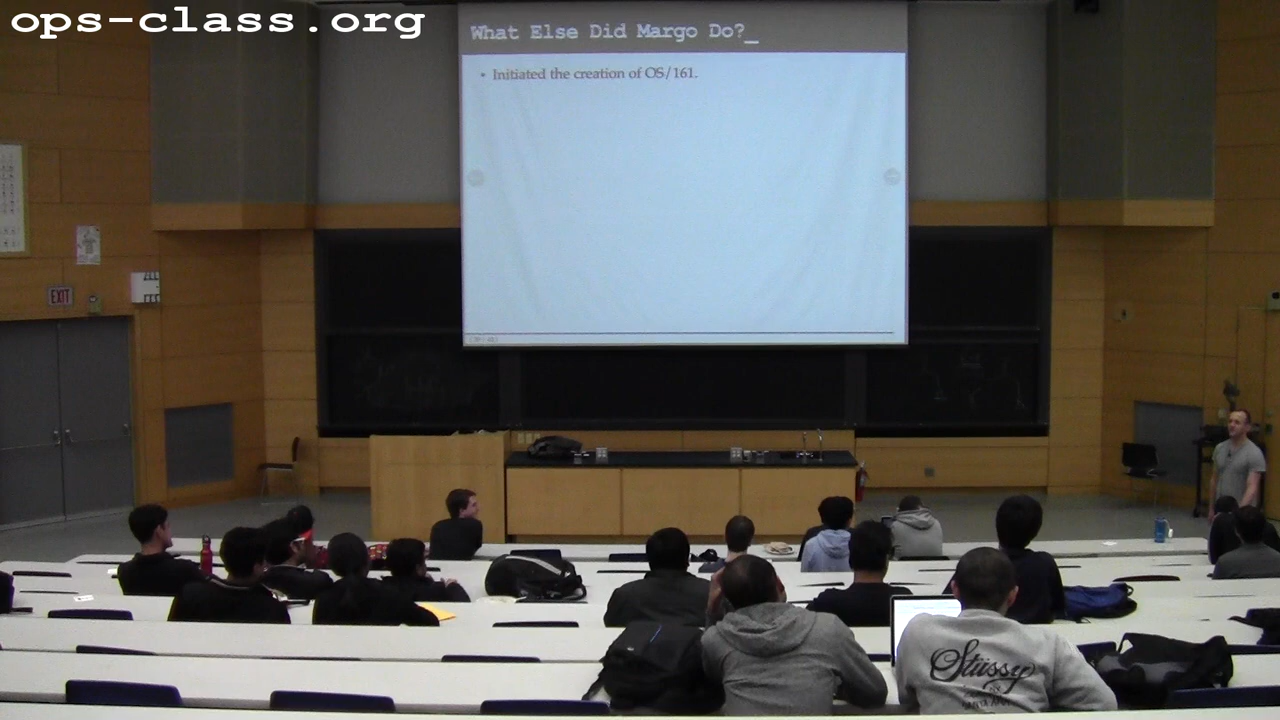 ops-class.org
What Else Did Margo Do?_
• Initiated the creation of OS/161.
EXIT
Stüssy